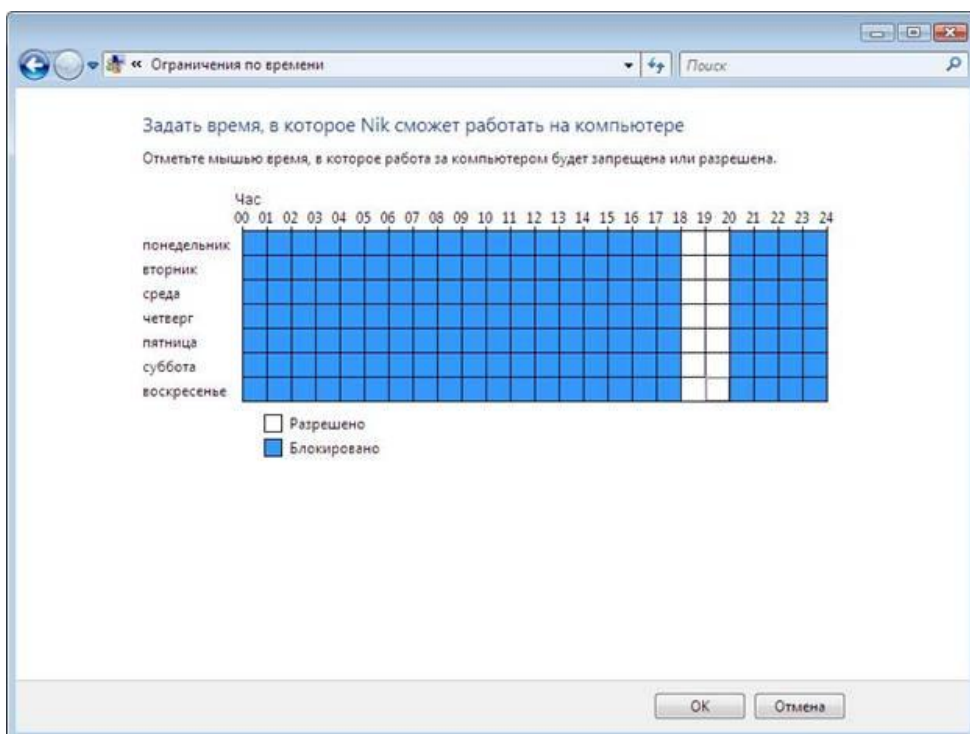 « Ограничения по времени
Поиск
Задать время, в которое Nik сможет работать на компьютере
Отметьте мышью время, в которое работа за компьютером будет запрещена или разрешена.
Час
00 01 02 03 04 05 06 07 08 09 10 11 12 13 14 15 16 17 18 19 20 21 22 23 24
понедельник
вторник
среда
четверг
пятница
суббота
воскресенье
Разрешено
Блокировано
ОК
Отмена